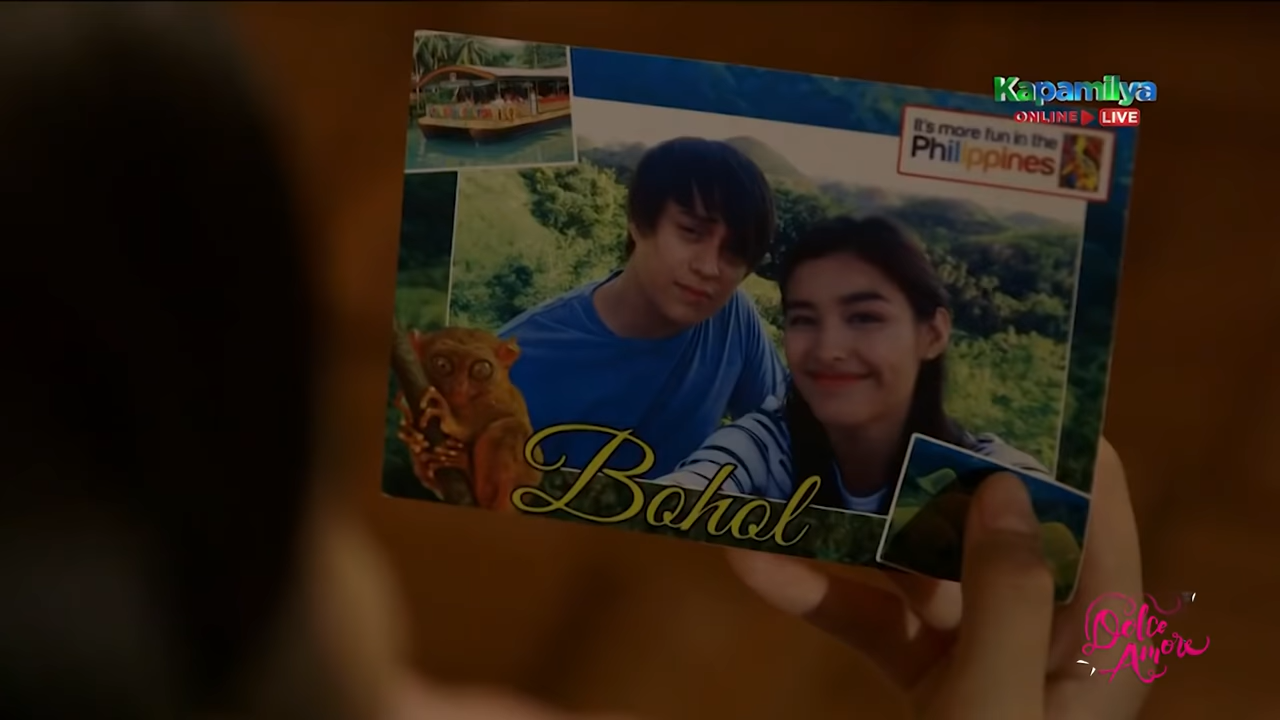 Kapamilya
ONLINE LIVE
It's more fun in the
Philippines
Bohol
Dolce
Amore